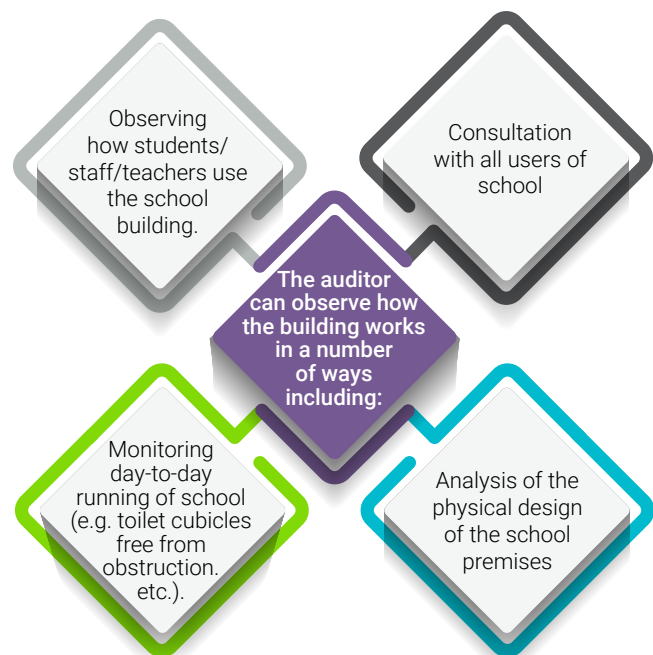 Observing
how students/
staff/teachers use
the school
building.
Consultation
with all users of
school
The auditor
can observe how
the building works
in a number
of ways
including:
Monitoring
day-to-day
running of school
(e.g. toilet cubicles
free from
obstruction.
etc.).
Analysis of the
physical design
of the school
premises